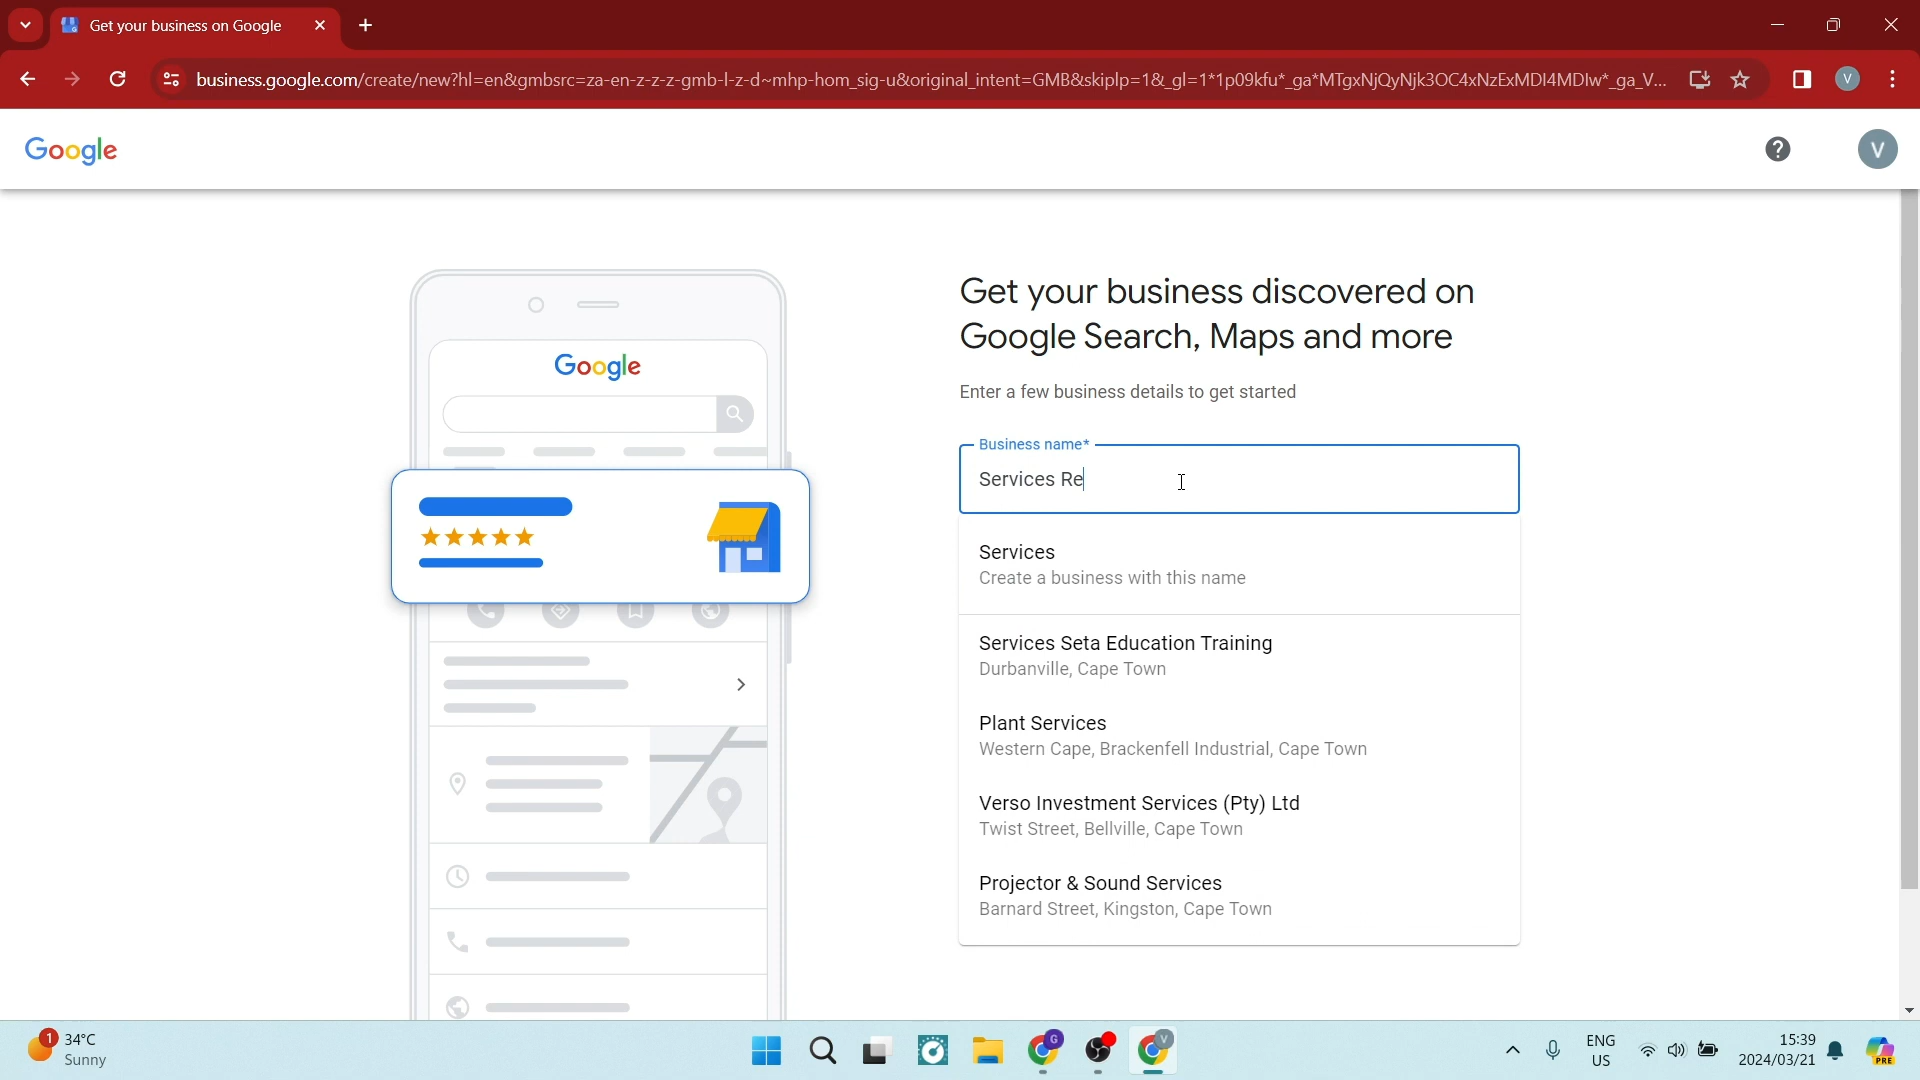 Get your business on Google
business.google.com/create/new?hl=en&gmbsrc=za-en-z-z-z-gmb-l-z-d~mhp-hom_sig-u&original_intent=GMB&skiplp=1&_gl=1*1p09kfu*_ga*MTgxNjQyNjk3OC4xNzExMDI4MDIw*_ga_V...
V
Google
V
Get your business discovered on
Google Search, Maps and more
Enter a few business details to get started
Google
Business name*
Services Re
Services
Create a business with this name
Services Seta Education Training
Durbanville, Cape Town
Plant Services
Western Cape, Brackenfell Industrial, Cape Town
Verso Investment Services (Pty) Ltd
Twist Street, Bellville, Cape Town
Projector & Sound Services
Barnard Street, Kingston, Cape Town
1
34°C
Sunny
G
V
ENG
US
15:39
2024/03/21
PRE